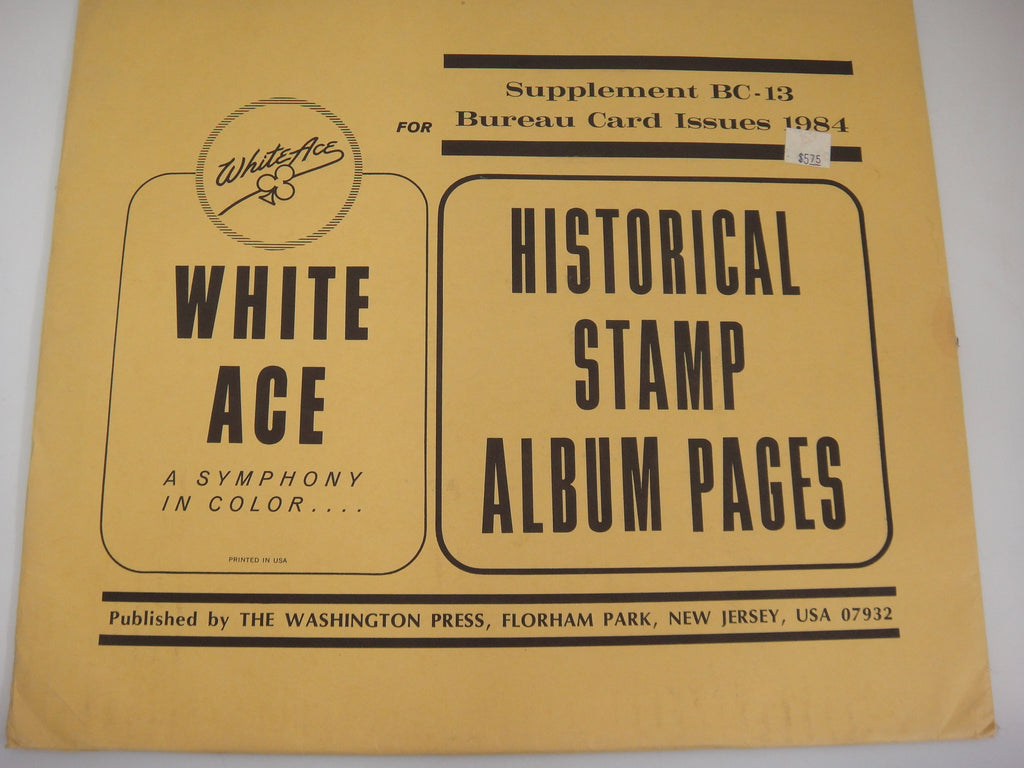 Supplement BC-13
FOR Bureau Card Issues 1984
$5.75
White Ace
WHITE
ACE
A SYMPHONY
IN COLOR....
PRINTED IN USA
HISTORICAL
STAMP
ALBUM PAGES
Published by THE WASHINGTON PRESS, FLORHAM PARK, NEW JERSEY, USA 07932